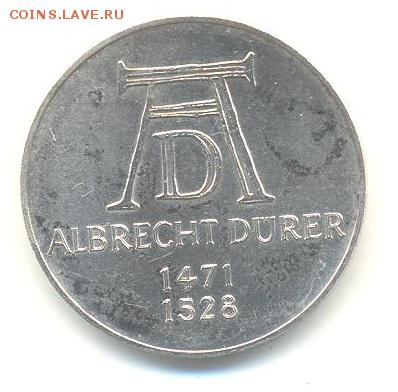 COINS.LAVE.RU
AD
ALBRECHT DÜRER
1471
1528